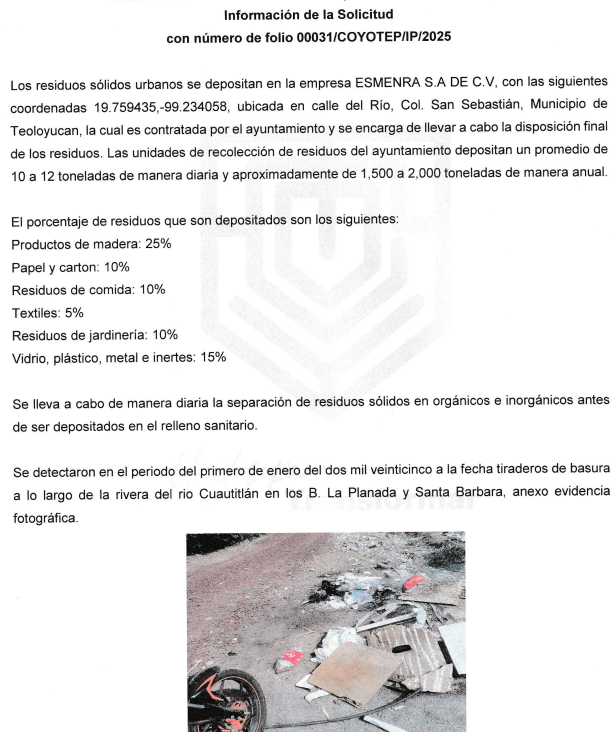 Información de la Solicitud
con número de folio 00031/COYOTEP/IP/2025
Los residuos sólidos urbanos se depositan en la empresa ESMENRA S.A DE C.V, con las siguientes
coordenadas 19.759435,-99.234058, ubicada en calle del Río, Col. San Sebastián, Municipio de
Teoloyucan, la cual es contratada por el ayuntamiento y se encarga de llevar a cabo la disposición final
de los residuos. Las unidades de recolección de residuos del ayuntamiento depositan un promedio de
10 a 12 toneladas de manera diaria y aproximadamente de 1,500 a 2,000 toneladas de manera anual.
El porcentaje de residuos que son depositados son los siguientes:
Productos de madera: 25%
Papel y carton: 10%
Residuos de comida: 10%
Textiles: 5%
Residuos de jardinería: 10%
Vidrio, plástico, metal e inertes: 15%
Se lleva a cabo de manera diaria la separación de residuos sólidos en orgánicos e inorgánicos antes
de ser depositados en el relleno sanitario.
Se detectaron en el periodo del primero de enero del dos mil veinticinco a la fecha tiraderos de basura
a lo largo de la rivera del rio Cuautitlán en los B. La Planada y Santa Barbara, anexo evidencia
fotográfica.